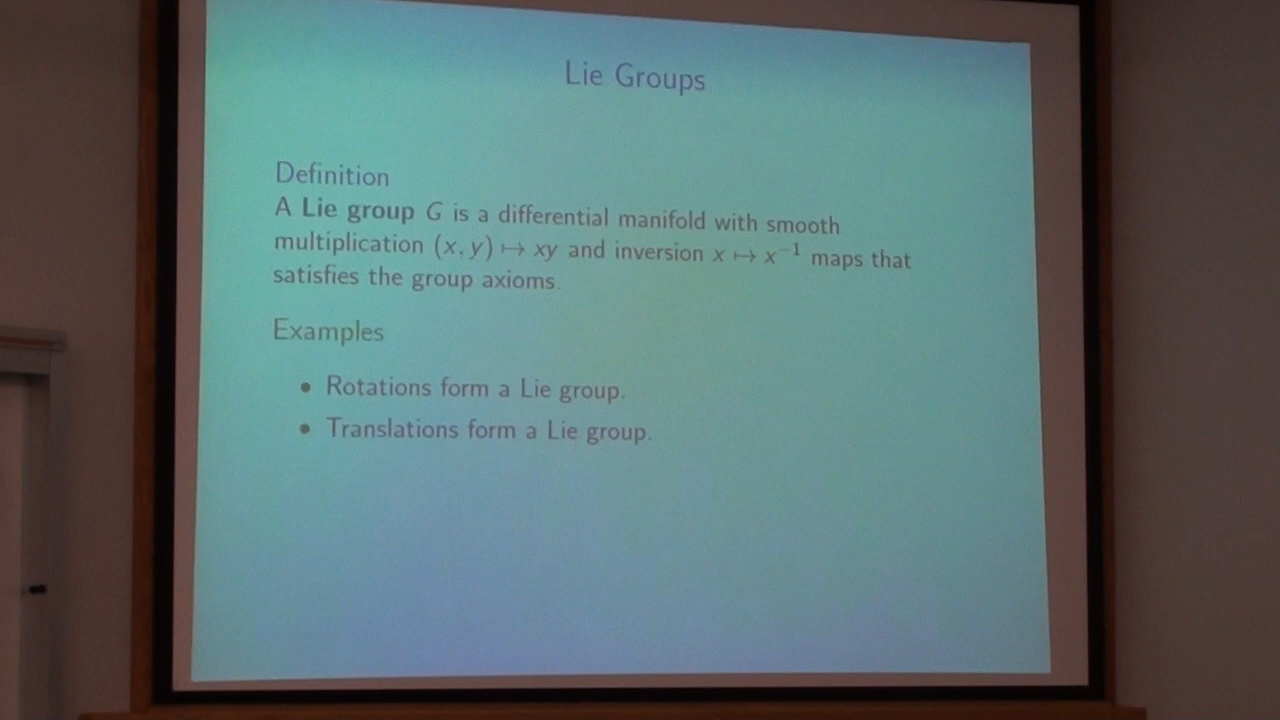 Lie Groups
Definition
A Lie group G is a differential manifold with smooth
multiplication (x, y) ↦ xy and inversion x ↦ x⁻¹ maps that
satisfies the group axioms.
Examples
• Rotations form a Lie group.
• Translations form a Lie group.